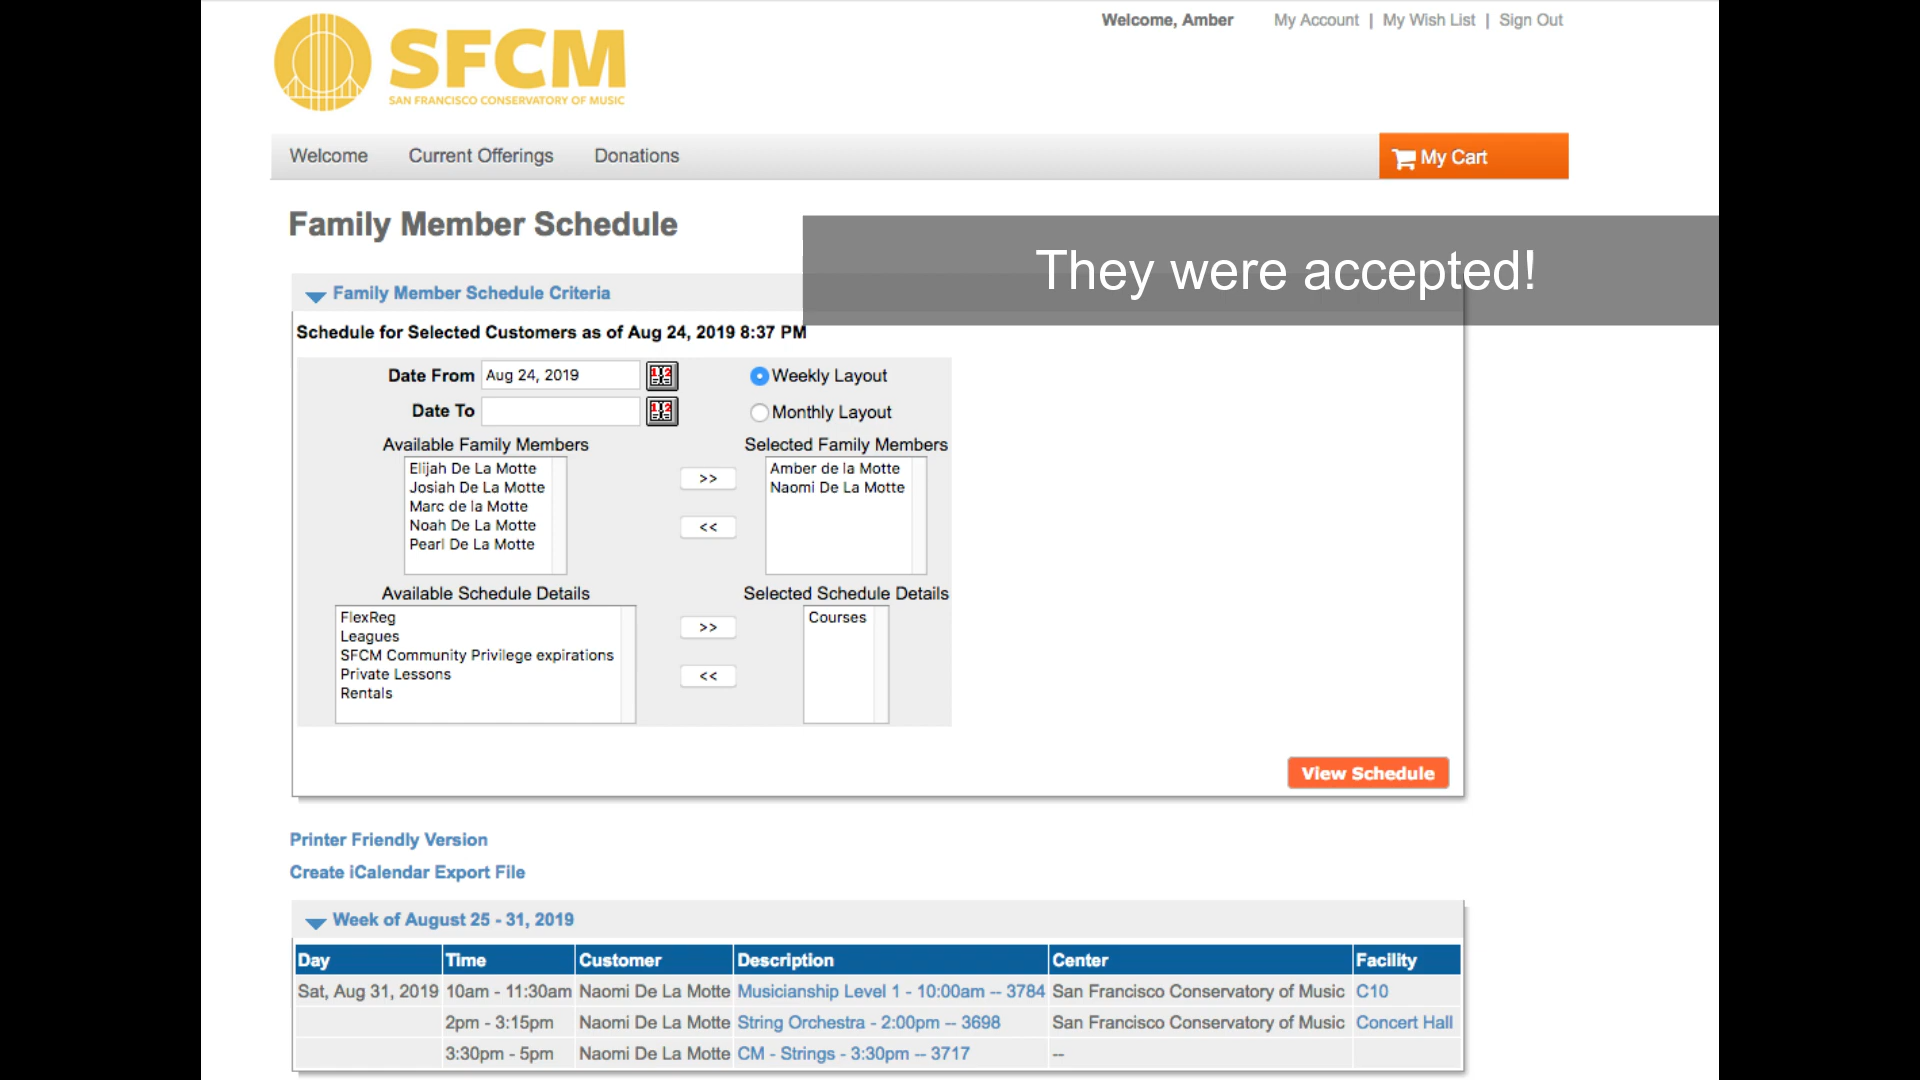 Welcome, Amber My Account | My Wish List | Sign Out
SFCM
SAN FRANCISCO CONSERVATORY OF MUSIC
Welcome Current Offerings Donations My Cart
Family Member Schedule
They were accepted!
Family Member Schedule Criteria
Schedule for Selected Customers as of Aug 24, 2019 8:37 PM
Date From Aug 24, 2019 Weekly Layout
Date To Monthly Layout
Available Family Members Selected Family Members
Elijah De La Motte Amber de la Motte
Josiah De La Motte >> Naomi De La Motte
Marc de la Motte
Noah De La Motte <<
Pearl De La Motte
Available Schedule Details Selected Schedule Details
FlexReg >> Courses
Leagues
SFCM Community Privilege expirations
Private Lessons <<
Rentals
View Schedule
Printer Friendly Version
Create iCalendar Export File
Week of August 25 - 31, 2019
Day Time Customer Description Center Facility
Sat, Aug 31, 2019 10am - 11:30am Naomi De La Motte Musicianship Level 1 - 10:00am -- 3784 San Francisco Conservatory of Music C10
2pm - 3:15pm Naomi De La Motte String Orchestra - 2:00pm -- 3698 San Francisco Conservatory of Music Concert Hall
3:30pm - 5pm Naomi De La Motte CM - Strings - 3:30pm -- 3717 --